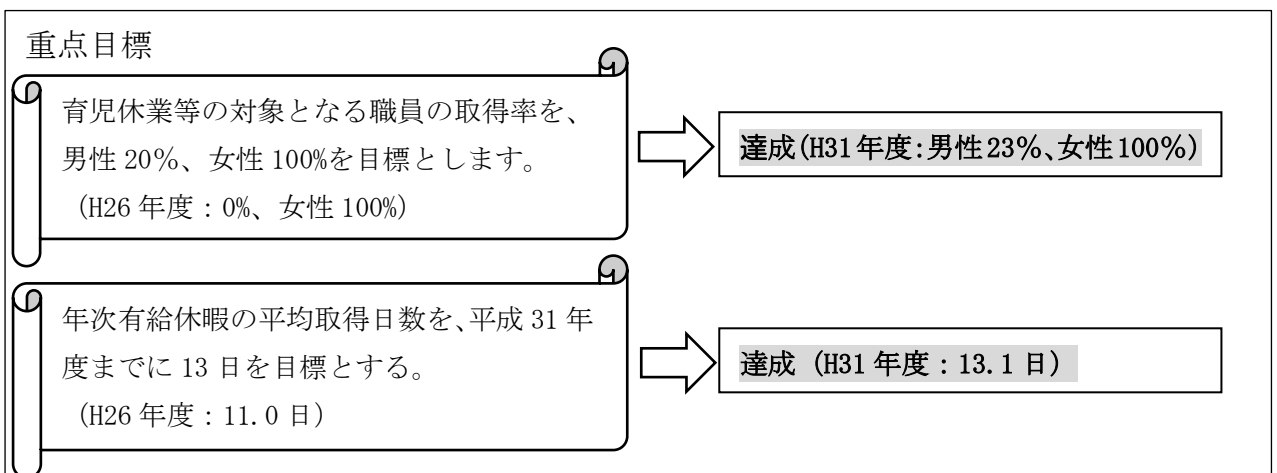 重点目標
育児休業等の対象となる職員の取得率を、
男性 20％、女性 100%を目標とします。
（H26 年度：0%、女性 100%）
達成(H31 年度:男性 23％、女性 100％)
年次有給休暇の平均取得日数を、平成 31 年
度までに 13 日を目標とする。
（H26 年度：11.0 日）
達成（H31 年度：13.1 日）